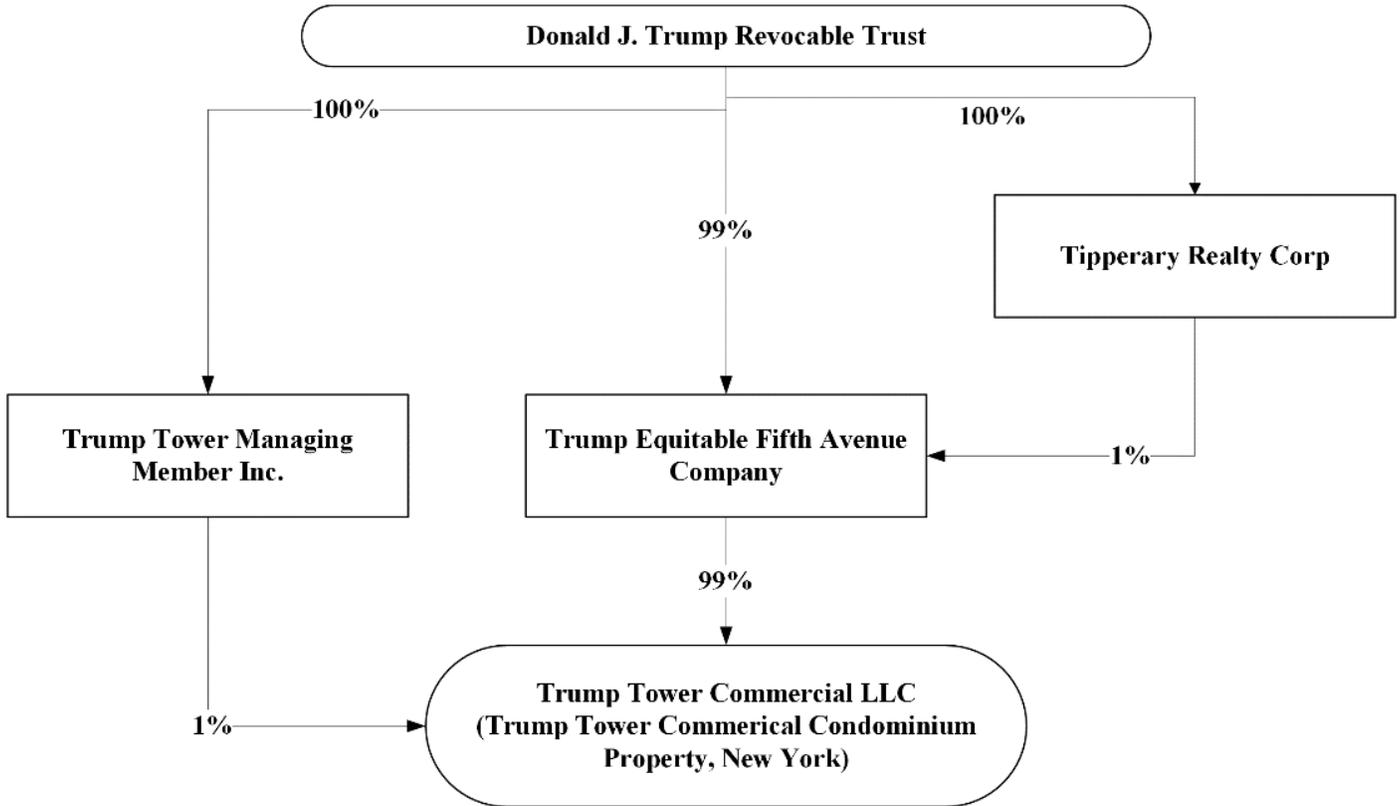 Donald J. Trump Revocable Trust
100%
100%
99%
Tipperary Realty Corp
Trump Tower Managing
Member Inc.
Trump Equitable Fifth Avenue
Company
1%
99%
Trump Tower Commercial LLC
(Trump Tower Commerical Condominium
Property, New York)
1%